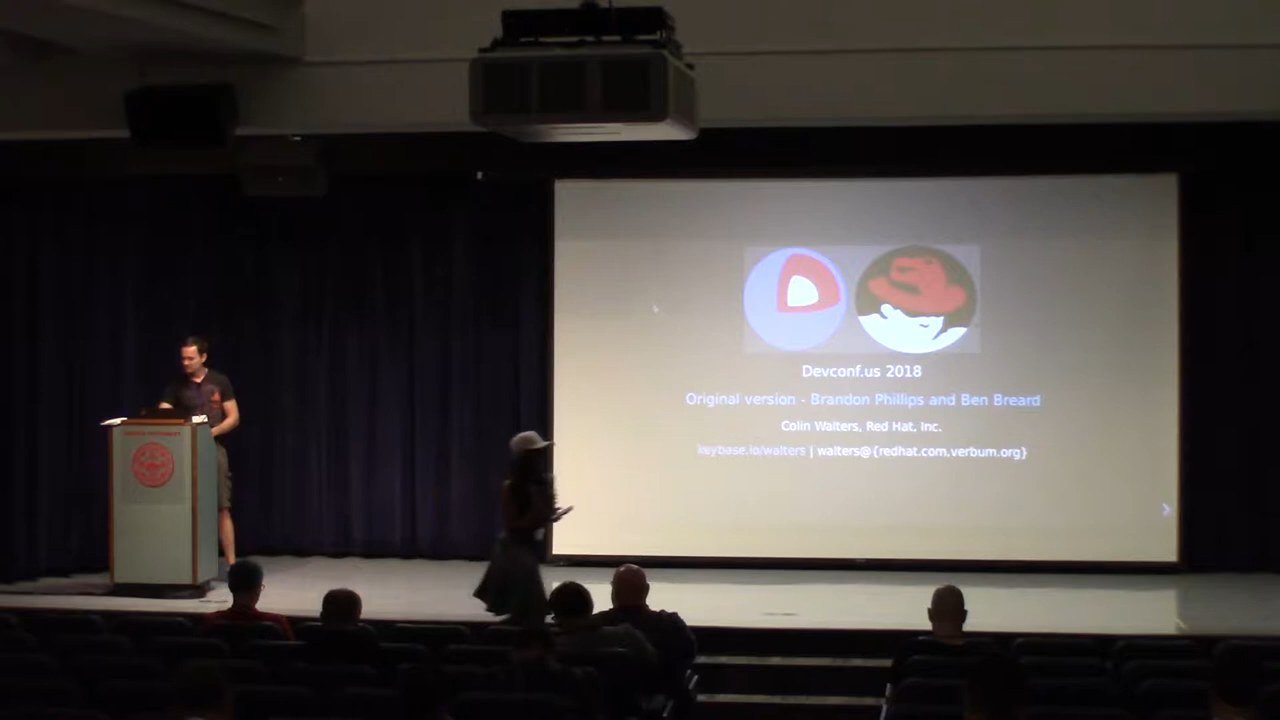 Devconf.us 2018
Original version - Brandon Phillips and Ben Breard
Colin Walters, Red Hat, Inc.
keybase.io/walters | walters@{redhat.com,verbum.org}